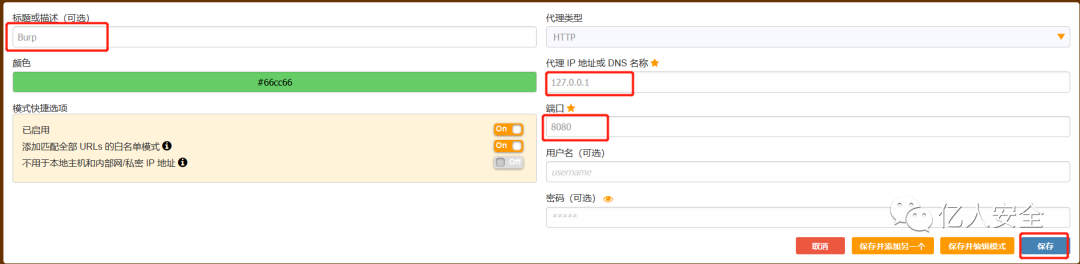 标题或描述（可选）
Burp
颜色
#66cc66
模式快捷选项
已启用
On
添加匹配全部 URLs 的白名单模式
On
不用于本地主机和内部网/私密 IP 地址
Off
代理类型
HTTP
代理 IP 地址或 DNS 名称
127.0.0.1
端口
8080
用户名（可选）
username
密码（可选）
*****
亿人安全
取消
保存并添加另一个
保存并编辑模式
保存